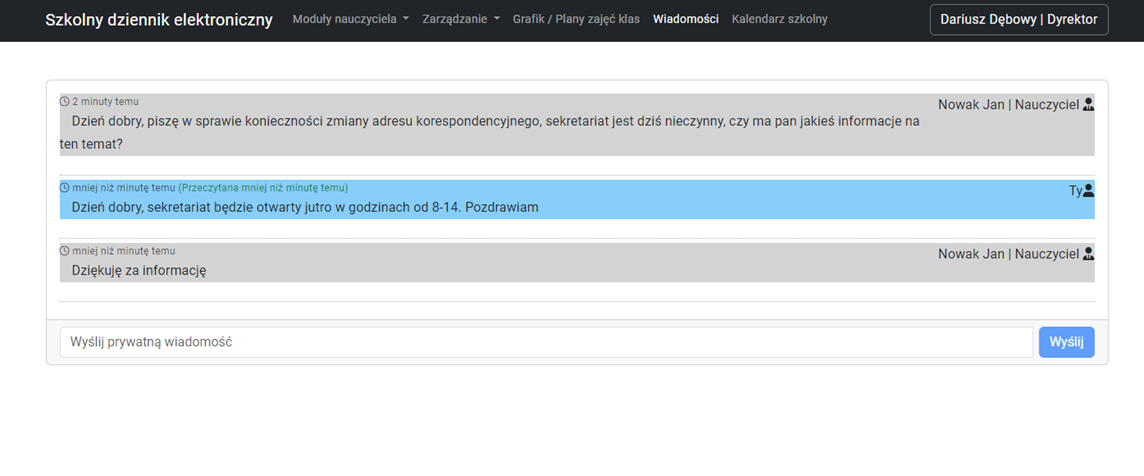 Szkolny dziennik elektroniczny Moduły nauczyciela Zarządzanie Grafik / Plany zajęć klas Wiadomości Kalendarz szkolny Dariusz Dębowy | Dyrektor
2 minuty temu
Nowak Jan | Nauczyciel
Dzień dobry, piszę w sprawie konieczności zmiany adresu korespondencyjnego, sekretariat jest dziś nieczynny, czy ma pan jakieś informacje na
ten temat?
mniej niż minutę temu (Przeczytana mniej niż minutę temu)
Ty
Dzień dobry, sekretariat będzie otwarty jutro w godzinach od 8-14. Pozdrawiam
mniej niż minutę temu
Nowak Jan | Nauczyciel
Dziękuję za informację
Wyślij prywatną wiadomość Wyślij